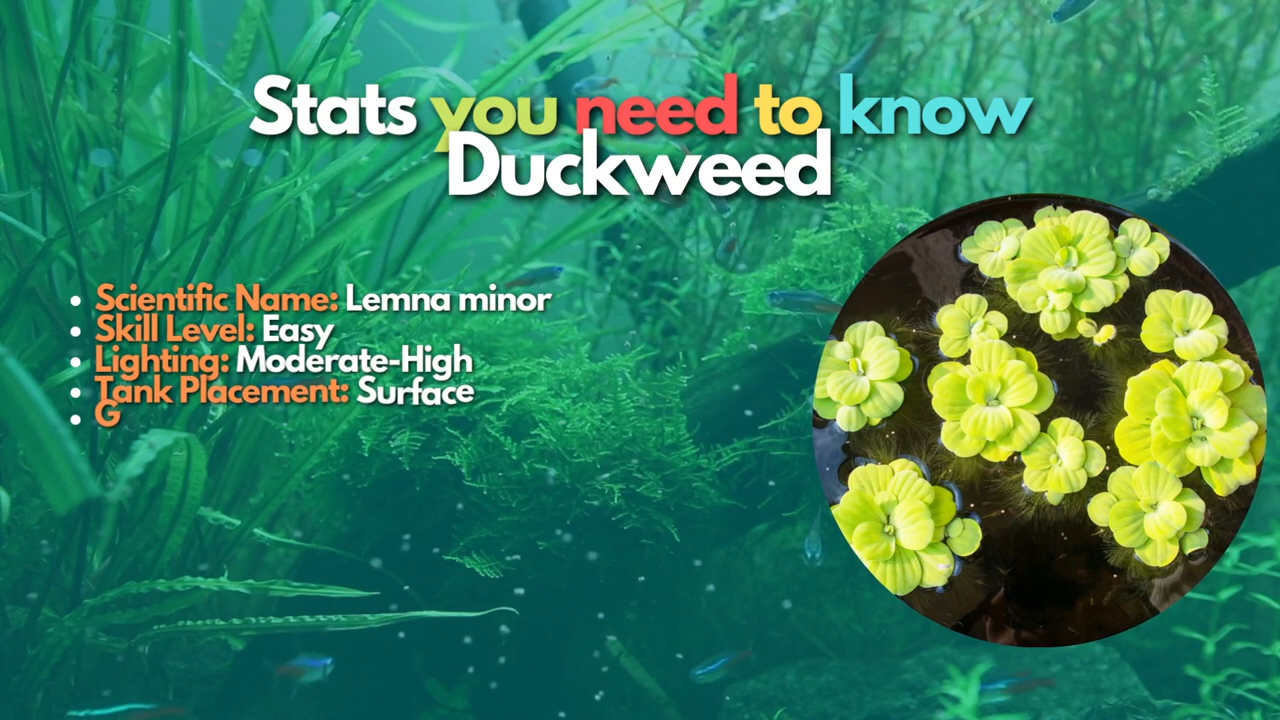 Stats you need to know
Duckweed
• Scientific Name: Lemna minor
• Skill Level: Easy
• Lighting: Moderate-High
• Tank Placement: Surface
• G